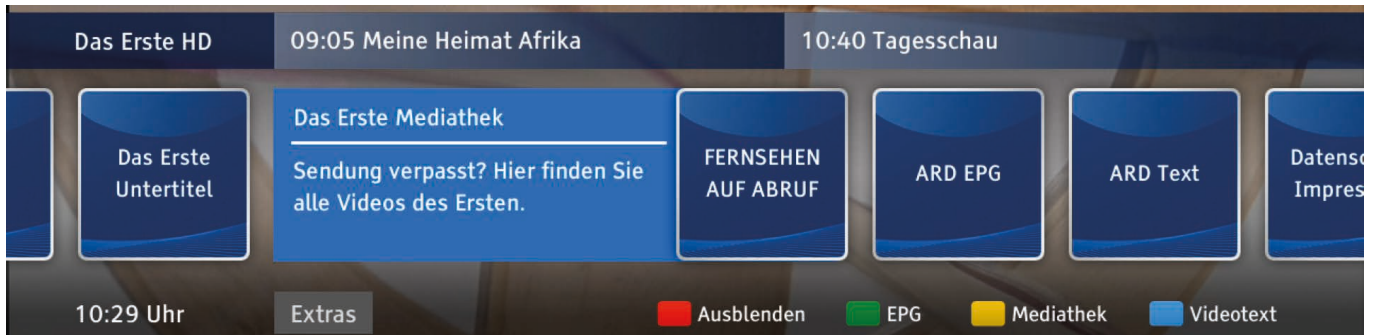 Das Erste HD
09:05 Meine Heimat Afrika
10:40 Tagesschau
Das Erste
Untertitel
Das Erste Mediathek
Sendung verpasst? Hier finden Sie
alle Videos des Ersten.
FERNSEHEN
AUF ABRUF
ARD EPG
ARD Text
Datensc
Impres
10:29 Uhr
Extras
Ausblenden
EPG
Mediathek
Videotext